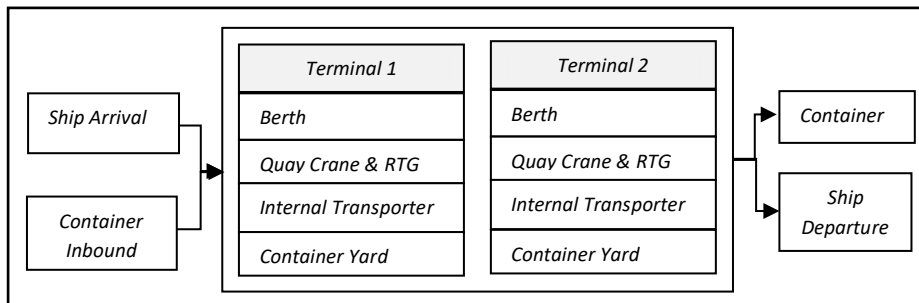 Ship Arrival
Container
Inbound
Terminal 1
Berth
Quay Crane & RTG
Internal Transporter
Container Yard
Terminal 2
Berth
Quay Crane & RTG
Internal Transporter
Container Yard
Container
Ship
Departure